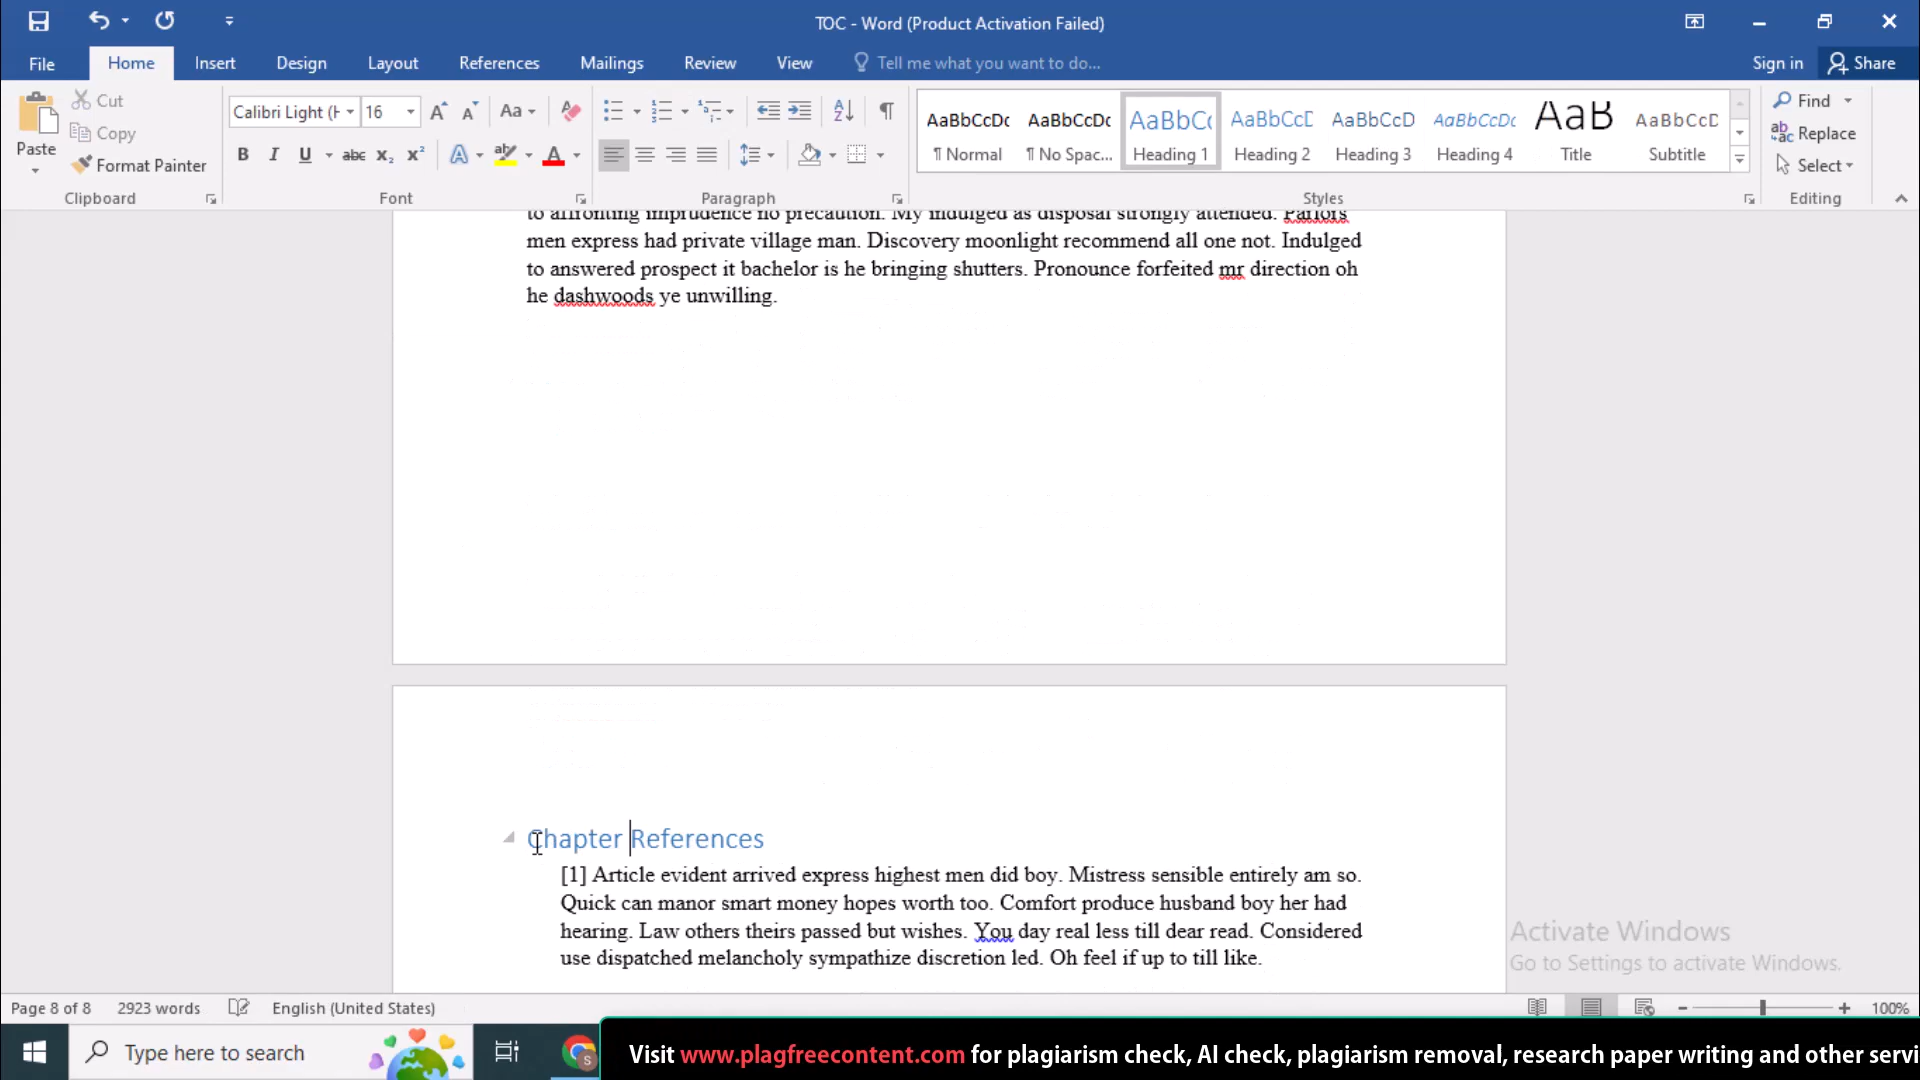 TOC - Word (Product Activation Failed)
File Home Insert Design Layout References Mailings Review View Tell me what you want to do... Sign in Share
Paste Cut Copy Format Painter Clipboard
Calibri Light (H 16 Aa
B I U abc X₂ X² A ab A Font
Paragraph
AaBbCcDc AaBbCcDc AaBbCc AaBbCcD AaBbCcD AaBbCcDc AaB AaBbCcD
¶ Normal ¶ No Spac... Heading 1 Heading 2 Heading 3 Heading 4 Title Subtitle
Styles
Find Replace Select Editing
to affronting imprudence no precaution. My indulged as disposal strongly attended. Parlors
men express had private village man. Discovery moonlight recommend all one not. Indulged
to answered prospect it bachelor is he bringing shutters. Pronounce forfeited mr direction oh
he dashwoods ye unwilling.
Chapter References
[1] Article evident arrived express highest men did boy. Mistress sensible entirely am so.
Quick can manor smart money hopes worth too. Comfort produce husband boy her had
hearing. Law others theirs passed but wishes. You day real less till dear read. Considered
use dispatched melancholy sympathize discretion led. Oh feel if up to till like.
Activate Windows
Go to Settings to activate Windows.
Page 8 of 8 2923 words English (United States) 100%
Type here to search
Visit www.plagfreecontent.com for plagiarism check, AI check, plagiarism removal, research paper writing and other servi